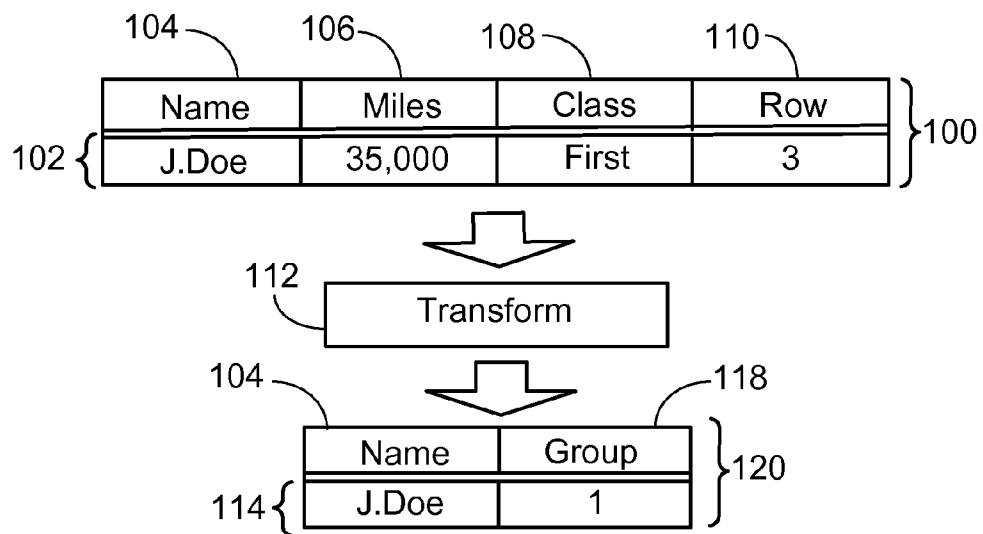 104 106 108 110
Name Miles Class Row
100
102 J.Doe 35,000 First 3
112 Transform
104 118
Name Group
120
114 J.Doe 1